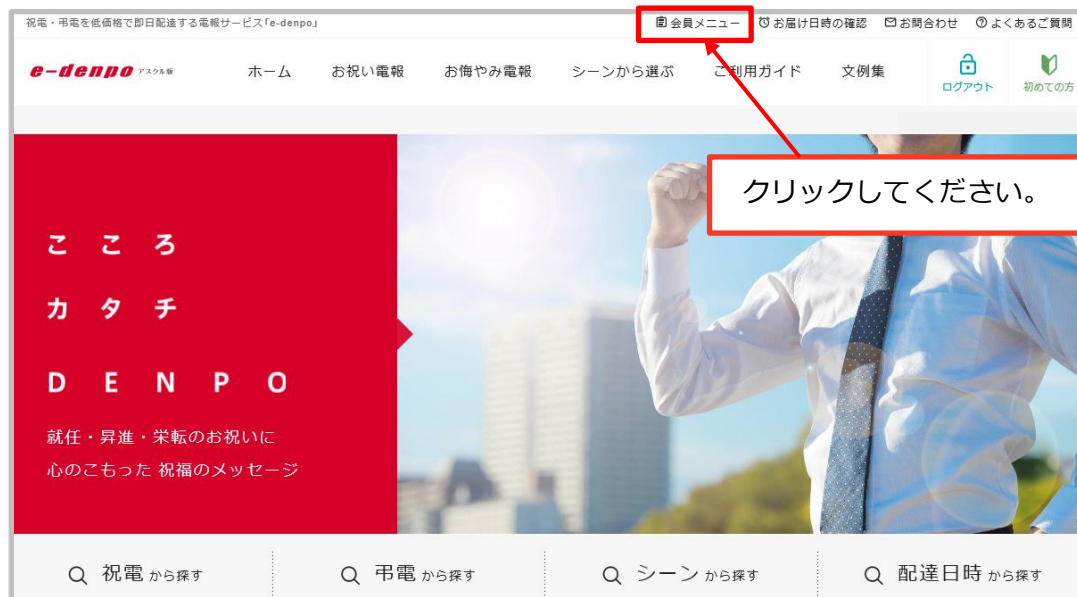 祝電・弔電を低価格で即日配達する電報サービス「e-denpo」
会員メニュー お届け日時の確認 お問合わせ よくあるご質問
e-denpo アスクル版 ホーム お祝い電報 お悔やみ電報 シーンから選ぶ ご利用ガイド 文例集 ログアウト 初めての方
クリックしてください。
こころ
カタチ
DENPO
就任・昇進・栄転のお祝いに
心のこもった 祝福のメッセージ
祝電 から探す 弔電 から探す シーン から探す 配達日時 から探す